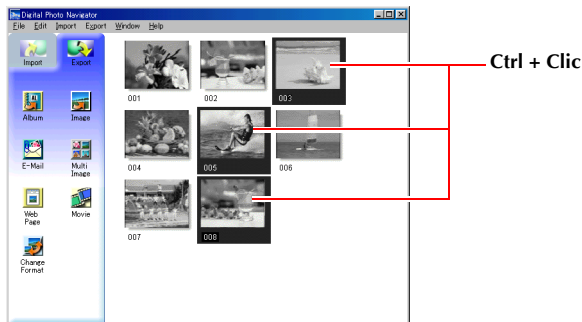 Digital Photo Navigator
File Edit Import Export Window Help
Import Export
Album Image
E-Mail Multi Image
Web Page Movie
Change Format
001 002 003
004 005 006
007 008
Ctrl + Clic